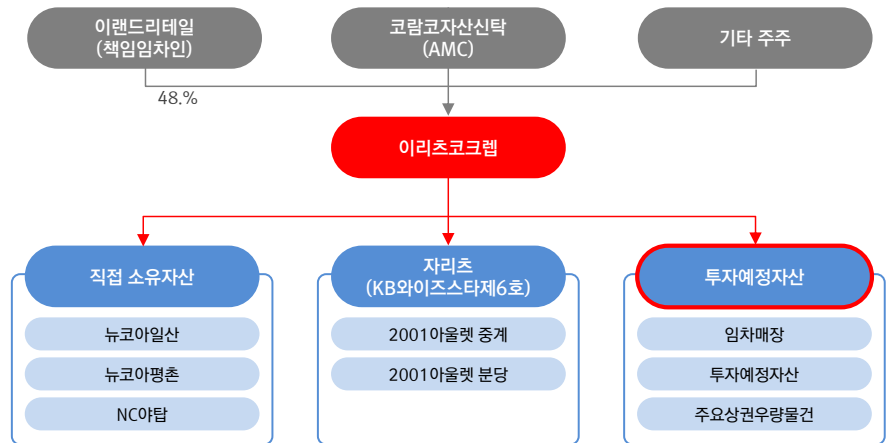 이랜드리테일
(책임임차인)
코람코자산신탁
(AMC)
기타 주주
48.%
이리츠코크렙
직접 소유자산
자리츠
(KB와이즈스타제6호)
투자예정자산
뉴코아일산
뉴코아평촌
NC야탑
2001아울렛 중계
2001아울렛 분당
임차매장
투자예정자산
주요상권우량물건